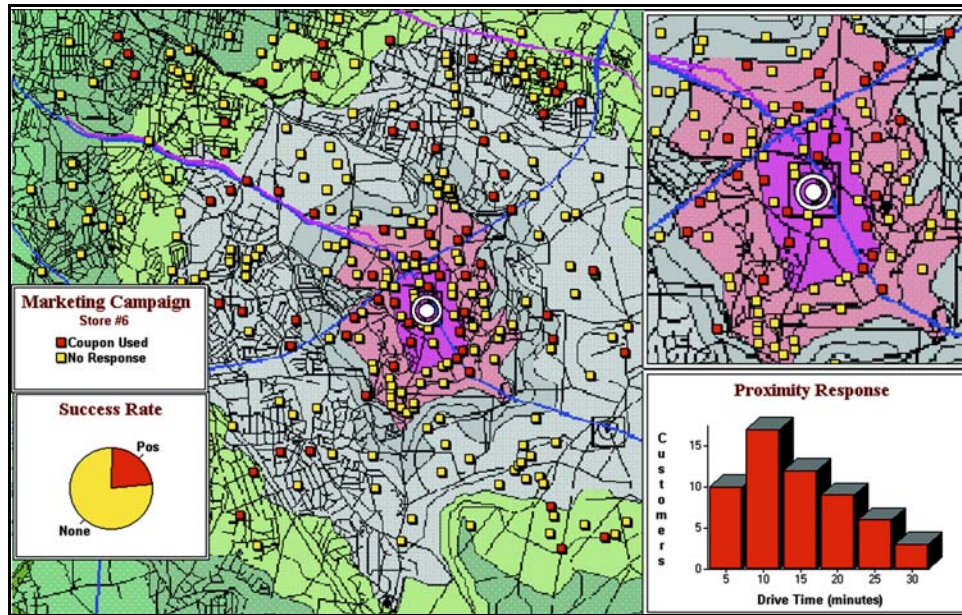 Marketing Campaign
Store #6
Coupon Used
No Response
Success Rate
Pos
None
Proximity Response
Customers
15
10
5
0
5 10 15 20 25 30
Drive Time (minutes)